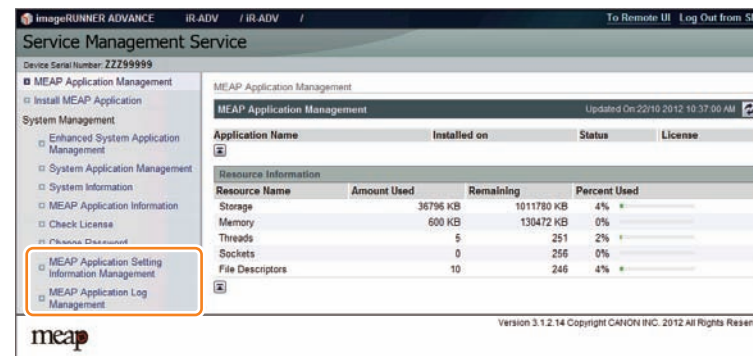 imageRUNNER ADVANCE iR-ADV / iR-ADV / To Remote UI Log Out from
Service Management Service
Device Serial Number: ZZZ99999
MEAP Application Management
Install MEAP Application
System Management
Enhanced System Application
Management
System Application Management
System Information
MEAP Application Information
Check License
Change Password
MEAP Application Setting
Information Management
MEAP Application Log
Management
MEAP Application Management
MEAP Application Management Updated On:22/10 2012 10:37:00 AM
Application Name Installed on Status License
Resource Information
Resource Name Amount Used Remaining Percent Used
Storage 36796 KB 1011780 KB 4%
Memory 600 KB 130472 KB 0%
Threads 5 251 2%
Sockets 0 256 0%
File Descriptors 10 246 4%
Version 3.1.2.14 Copyright CANON INC. 2012 All Rights Reser
meap